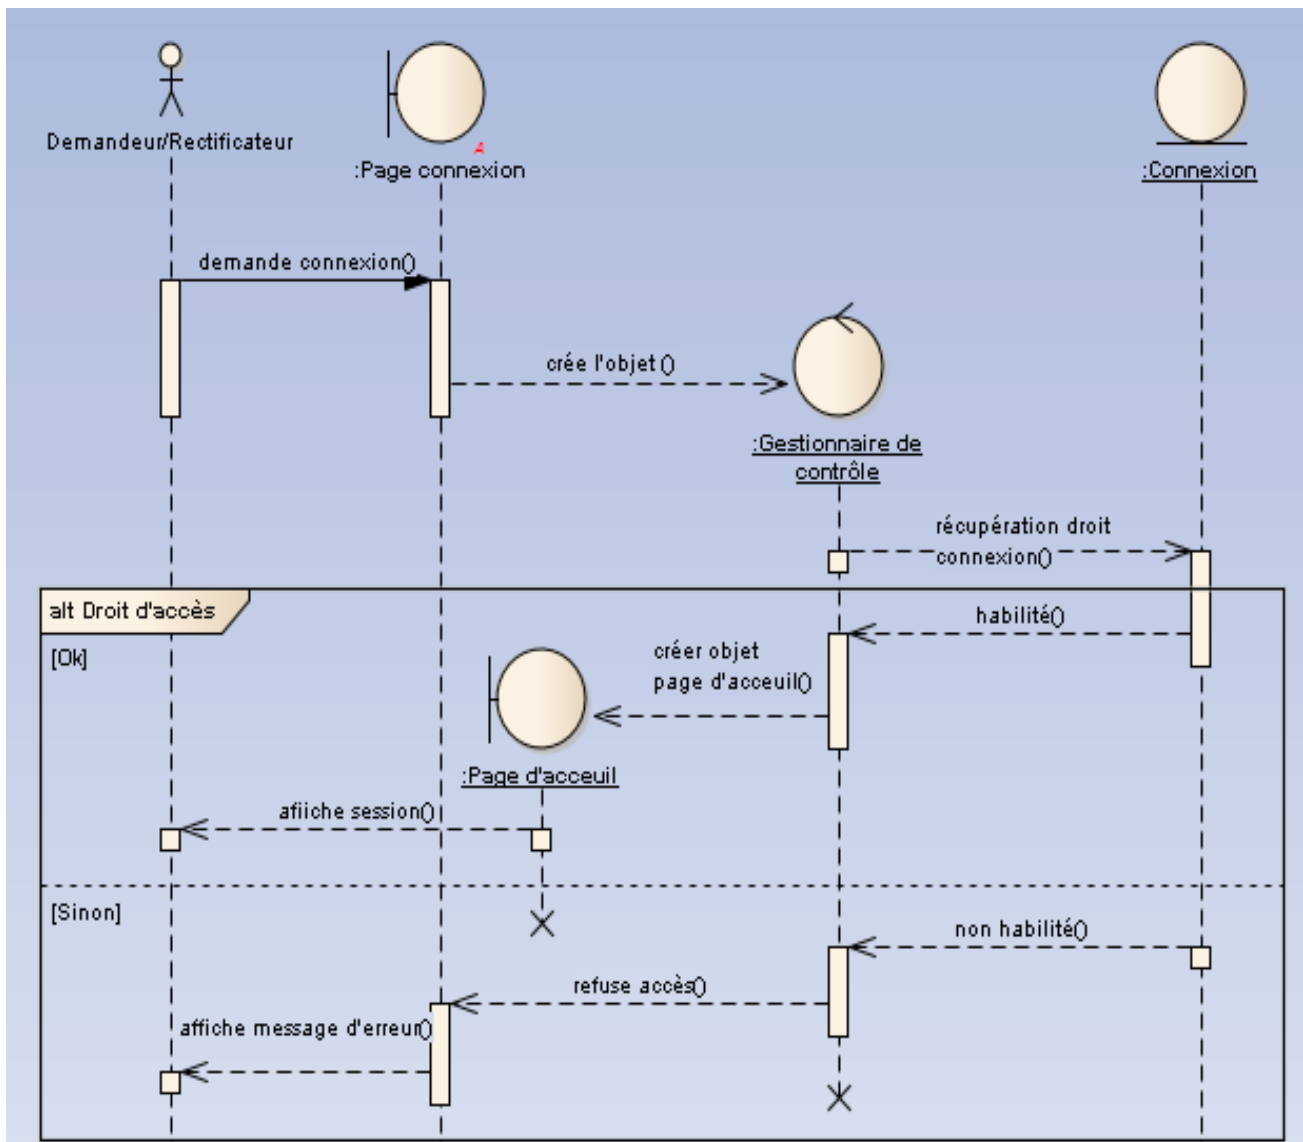 Demandeur/Rectificateur
A
:Page connexion
:Connexion
demande connexion()
crée l'objet ()
:Gestionnaire de
contrôle
récupération droit
connexion()
alt Droit d'accès
habilité()
[Ok]
créer objet
page d'acceuil()
:Page d'acceuil
afiiche session()
[Sinon]
non habilité()
refuse accès()
affiche message d'erreur()